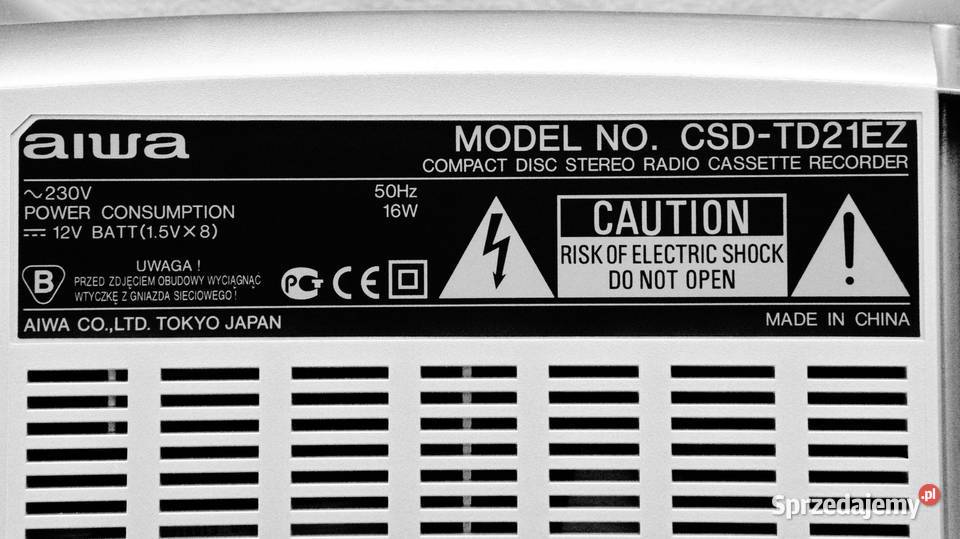 aiwa
MODEL NO. CSD-TD21EZ
COMPACT DISC STEREO RADIO CASSETTE RECORDER
~230V 50Hz
POWER CONSUMPTION 16W
⎓ 12V BATT(1.5V×8)
B
UWAGA !
PRZED ZDJĘCIEM OBUDOWY WYCIĄGNĄĆ
WTYCZKĘ Z GNIAZDA SIECIOWEGO !
PCT CE
CAUTION
RISK OF ELECTRIC SHOCK
DO NOT OPEN
!
AIWA CO.,LTD. TOKYO JAPAN
MADE IN CHINA
Sprzedajemy.pl